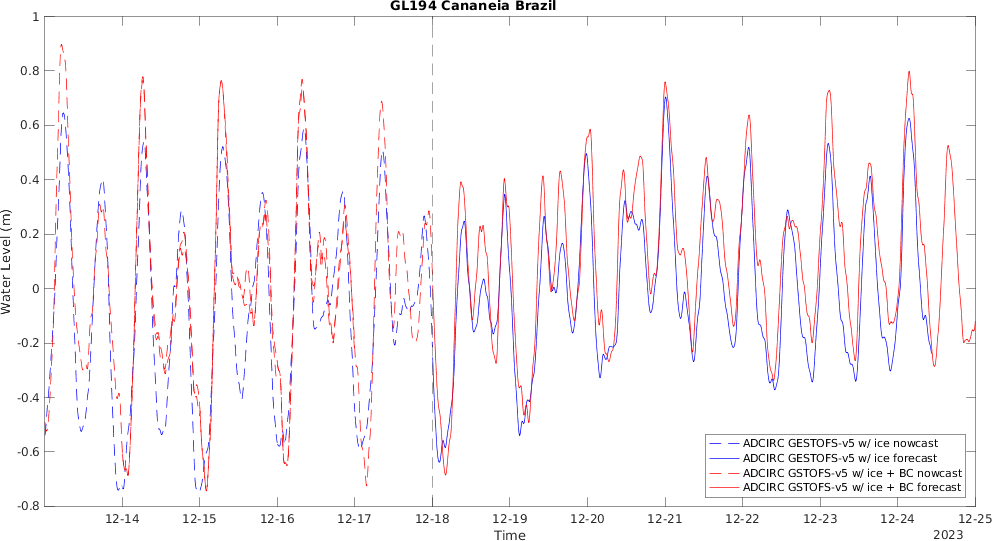 GL194 Cananeia Brazil
Water Level (m)
1
0.8
0.6
0.4
0.2
0
-0.2
-0.4
-0.6
-0.8
12-14 12-15 12-16 12-17 12-18 12-19 12-20 12-21 12-22 12-23 12-24 12-25
Time
2023
ADCIRC GESTOFS-v5 w/ ice nowcast
ADCIRC GESTOFS-v5 w/ ice forecast
ADCIRC GSTOFS-v5 w/ ice + BC nowcast
ADCIRC GSTOFS-v5 w/ ice + BC forecast